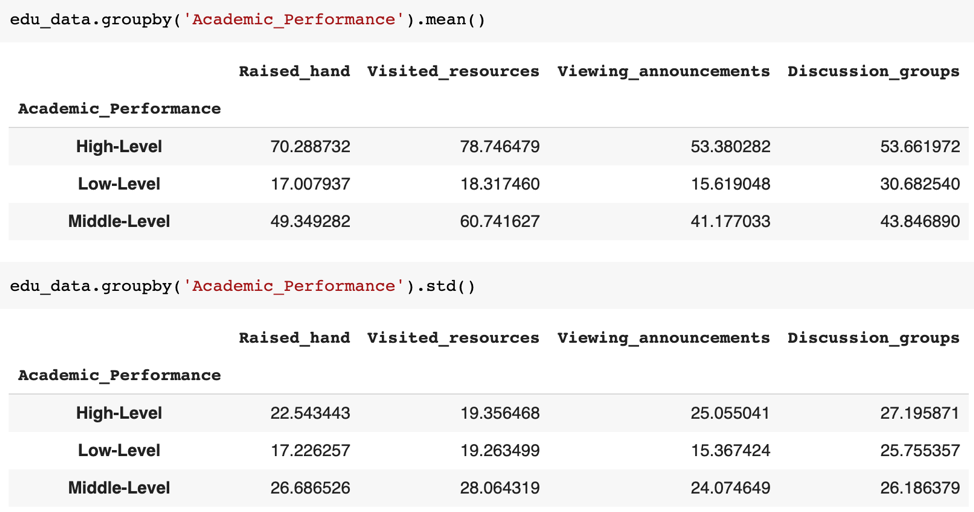 edu_data.groupby('Academic_Performance').mean()
Raised_hand Visited_resources Viewing_announcements Discussion_groups
Academic_Performance
High-Level 70.288732 78.746479 53.380282 53.661972
Low-Level 17.007937 18.317460 15.619048 30.682540
Middle-Level 49.349282 60.741627 41.177033 43.846890
edu_data.groupby('Academic_Performance').std()
Raised_hand Visited_resources Viewing_announcements Discussion_groups
Academic_Performance
High-Level 22.543443 19.356468 25.055041 27.195871
Low-Level 17.226257 19.263499 15.367424 25.755357
Middle-Level 26.686526 28.064319 24.074649 26.186379